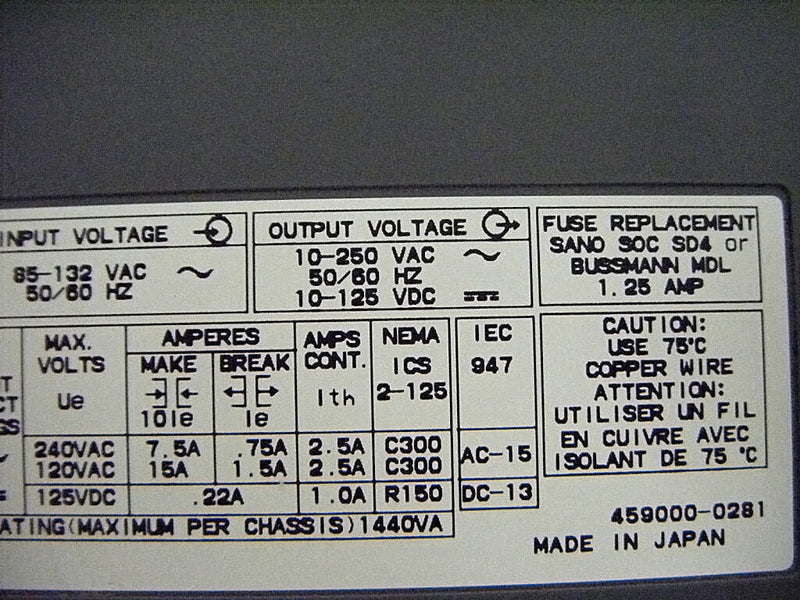 INPUT VOLTAGE
85-132 VAC
50/60 HZ
OUTPUT VOLTAGE
10-250 VAC
50/60 HZ
10-125 VDC
FUSE REPLACEMENT
SANO SOC SD4 or
BUSSMANN MDL
1.25 AMP
MAX.
VOLTS
Ue
AMPERES
MAKE
10Ie
BREAK
Ie
AMPS
CONT.
Ith
NEMA
ICS
2-125
IEC
947
240VAC 7.5A .75A 2.5A C300
120VAC 15A 1.5A 2.5A C300
AC-15
125VDC .22A 1.0A R150 DC-13
ATING(MAXIMUM PER CHASSIS)1440VA
CAUTION:
USE 75°C
COPPER WIRE
ATTENTION:
UTILISER UN FIL
EN CUIVRE AVEC
ISOLANT DE 75 °C
459000-0281
MADE IN JAPAN